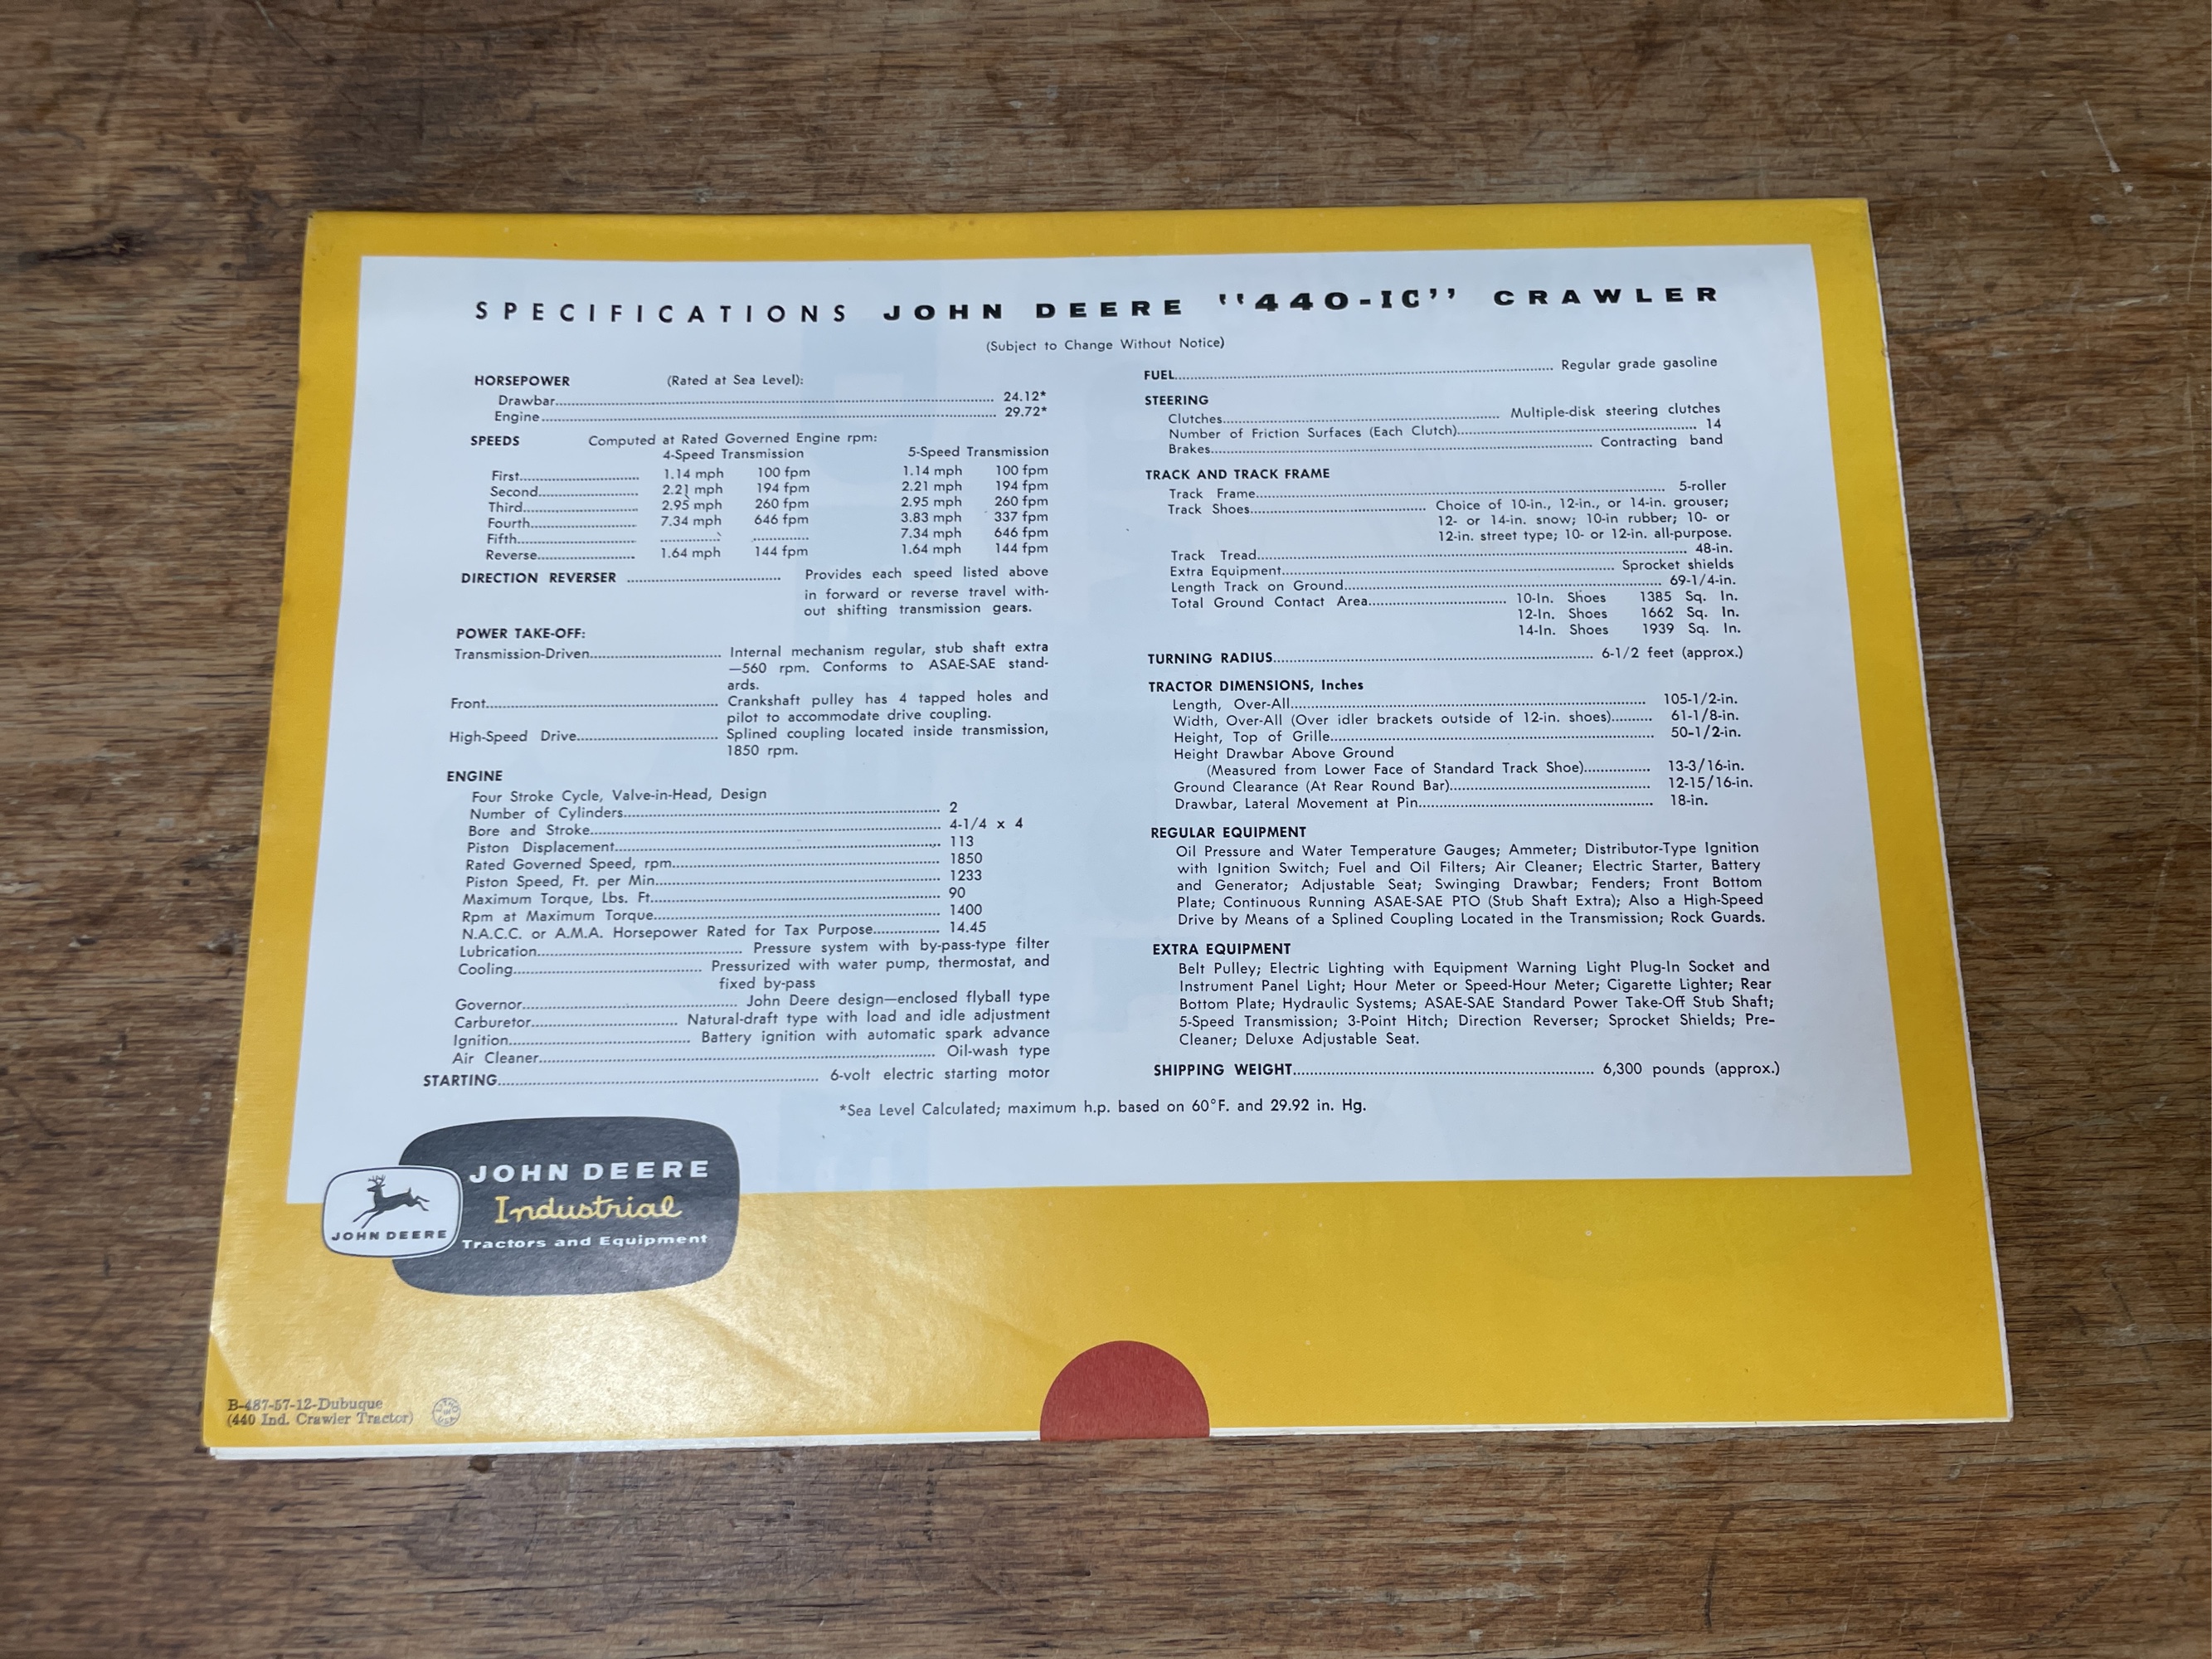 SPECIFICATIONS JOHN DEERE "440-IC" CRAWLER
(Subject to Change Without Notice)
HORSEPOWER (Rated at Sea Level):
Drawbar 24.12*
Engine 29.72*
SPEEDS Computed at Rated Governed Engine rpm:
4-Speed Transmission 5-Speed Transmission
First 1.14 mph 100 fpm 1.14 mph 100 fpm
Second 2.21 mph 194 fpm 2.21 mph 194 fpm
Third 2.95 mph 260 fpm 2.95 mph 260 fpm
Fourth 7.34 mph 646 fpm 3.83 mph 337 fpm
Fifth ............ ............ 7.34 mph 646 fpm
Reverse 1.64 mph 144 fpm 1.64 mph 144 fpm
DIRECTION REVERSER Provides each speed listed above
in forward or reverse travel with-
out shifting transmission gears.
POWER TAKE-OFF:
Transmission-Driven Internal mechanism regular, stub shaft extra
—560 rpm. Conforms to ASAE-SAE stand-
ards.
Front Crankshaft pulley has 4 tapped holes and
pilot to accommodate drive coupling.
High-Speed Drive Splined coupling located inside transmission,
1850 rpm.
ENGINE
Four Stroke Cycle, Valve-in-Head, Design
Number of Cylinders 2
Bore and Stroke 4-1/4 x 4
Piston Displacement 113
Rated Governed Speed, rpm 1850
Piston Speed, Ft. per Min. 1233
Maximum Torque, Lbs. Ft. 90
Rpm at Maximum Torque 1400
N.A.C.C. or A.M.A. Horsepower Rated for Tax Purpose 14.45
Lubrication Pressure system with by-pass-type filter
Cooling Pressurized with water pump, thermostat, and
fixed by-pass
Governor John Deere design—enclosed flyball type
Carburetor Natural-draft type with load and idle adjustment
Ignition Battery ignition with automatic spark advance
Air Cleaner Oil-wash type
STARTING 6-volt electric starting motor
FUEL Regular grade gasoline
STEERING
Clutches Multiple-disk steering clutches
Number of Friction Surfaces (Each Clutch) 14
Brakes Contracting band
TRACK AND TRACK FRAME
Track Frame 5-roller
Track Shoes Choice of 10-in., 12-in., or 14-in. grouser;
12- or 14-in. snow; 10-in rubber; 10- or
12-in. street type; 10- or 12-in. all-purpose.
Track Tread 48-in.
Extra Equipment Sprocket shields
Length Track on Ground 69-1/4-in.
Total Ground Contact Area 10-In. Shoes 1385 Sq. In.
12-In. Shoes 1662 Sq. In.
14-In. Shoes 1939 Sq. In.
TURNING RADIUS 6-1/2 feet (approx.)
TRACTOR DIMENSIONS, Inches
Length, Over-All 105-1/2-in.
Width, Over-All (Over idler brackets outside of 12-in. shoes) 61-1/8-in.
Height, Top of Grille 50-1/2-in.
Height Drawbar Above Ground
(Measured from Lower Face of Standard Track Shoe) 13-3/16-in.
Ground Clearance (At Rear Round Bar) 12-15/16-in.
Drawbar, Lateral Movement at Pin 18-in.
REGULAR EQUIPMENT
Oil Pressure and Water Temperature Gauges; Ammeter; Distributor-Type Ignition
with Ignition Switch; Fuel and Oil Filters; Air Cleaner; Electric Starter, Battery
and Generator; Adjustable Seat; Swinging Drawbar; Fenders; Front Bottom
Plate; Continuous Running ASAE-SAE PTO (Stub Shaft Extra); Also a High-Speed
Drive by Means of a Splined Coupling Located in the Transmission; Rock Guards.
EXTRA EQUIPMENT
Belt Pulley; Electric Lighting with Equipment Warning Light Plug-In Socket and
Instrument Panel Light; Hour Meter or Speed-Hour Meter; Cigarette Lighter; Rear
Bottom Plate; Hydraulic Systems; ASAE-SAE Standard Power Take-Off Stub Shaft;
5-Speed Transmission; 3-Point Hitch; Direction Reverser; Sprocket Shields; Pre-
Cleaner; Deluxe Adjustable Seat.
SHIPPING WEIGHT 6,300 pounds (approx.)
*Sea Level Calculated; maximum h.p. based on 60°F. and 29.92 in. Hg.
JOHN DEERE
Industrial
Tractors and Equipment
JOHN DEERE
B-487-57-12-Dubuque
(440 Ind. Crawler Tractor)